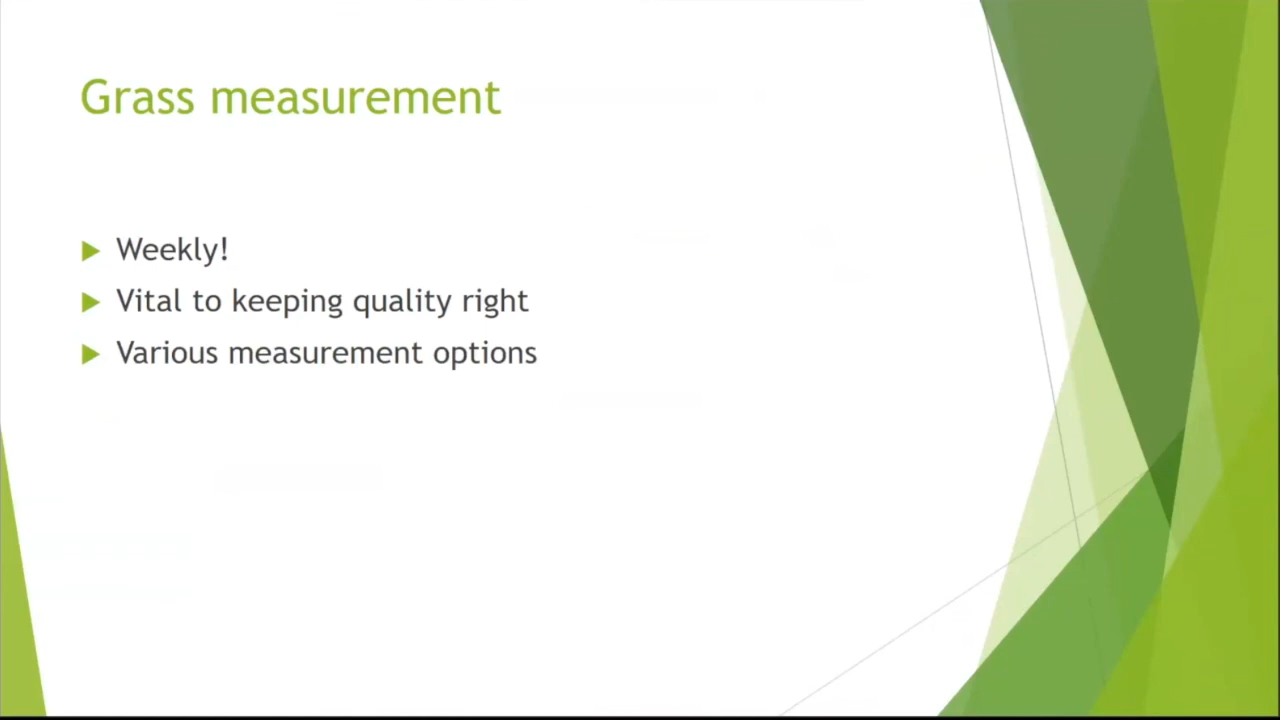 Grass measurement
Weekly!
Vital to keeping quality right
Various measurement options